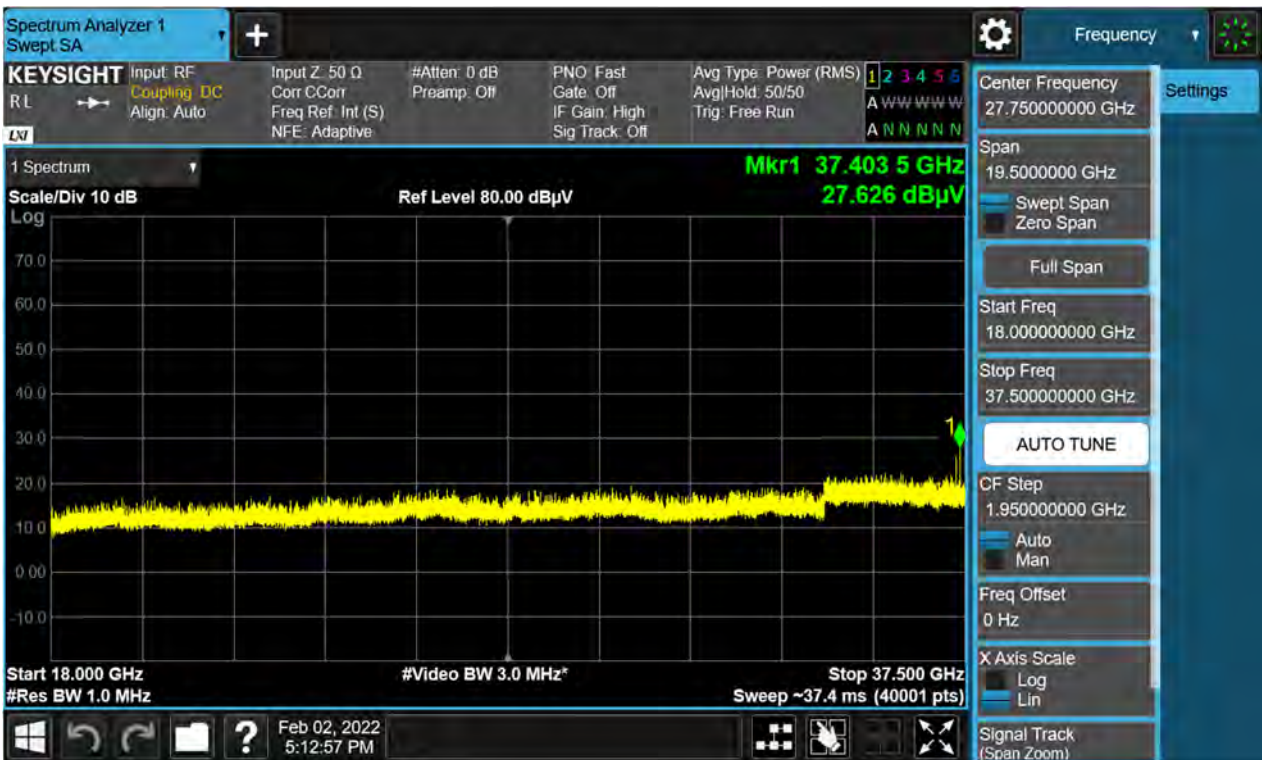 Spectrum Analyzer 1
Swept SA
+
Frequency
KEYSIGHT
R L
LXI
Input: RF
Coupling: DC
Align: Auto
Input Z: 50 Ω
Corr CCorr
Freq Ref: Int (S)
NFE: Adaptive
#Atten: 0 dB
Preamp: Off
PNO: Fast
Gate: Off
IF Gain: High
Sig Track: Off
Avg Type: Power (RMS)
Avg|Hold: 50/50
Trig: Free Run
1 2 3 4 5 6
A W W W W W
A N N N N N
1 Spectrum
Scale/Div 10 dB
Ref Level 80.00 dBµV
Mkr1 37.403 5 GHz
27.626 dBµV
Log
70.0
60.0
50.0
40.0
30.0
20.0
10.0
0.00
-10.0
1
Start 18.000 GHz
#Res BW 1.0 MHz
#Video BW 3.0 MHz*
Stop 37.500 GHz
Sweep ~37.4 ms (40001 pts)
Center Frequency
27.750000000 GHz
Settings
Span
19.5000000 GHz
Swept Span
Zero Span
Full Span
Start Freq
18.000000000 GHz
Stop Freq
37.500000000 GHz
AUTO TUNE
CF Step
1.950000000 GHz
Auto
Man
Freq Offset
0 Hz
X Axis Scale
Log
Lin
Signal Track
(Span Zoom)
?
Feb 02, 2022
5:12:57 PM